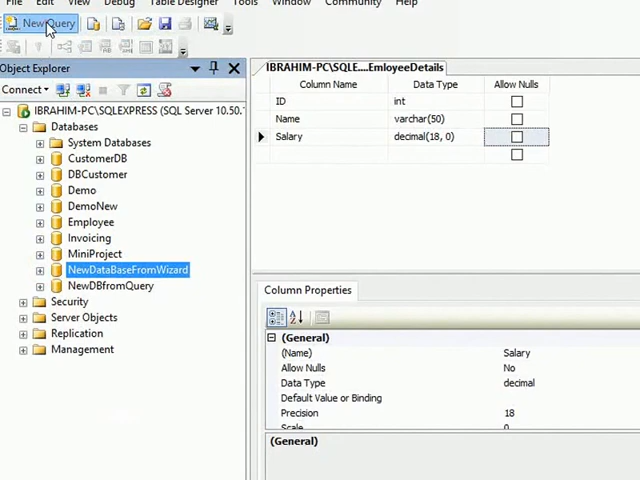 File Edit View Debug Table Designer Tools Window Community Help
New Query
Object Explorer
Connect
IBRAHIM-PC\SQLEXPRESS (SQL Server 10.50.
Databases
System Databases
CustomerDB
DBCustomer
Demo
DemoNew
Employee
Invoicing
MiniProject
NewDataBaseFromWizard
NewDBfromQuery
Security
Server Objects
Replication
Management
IBRAHIM-PC\SQLE....EmloyeeDetails
Column Name Data Type Allow Nulls
ID int
Name varchar(50)
Salary decimal(18, 0)
Column Properties
(General)
(Name) Salary
Allow Nulls No
Data Type decimal
Default Value or Binding
Precision 18
Scale 0
(General)